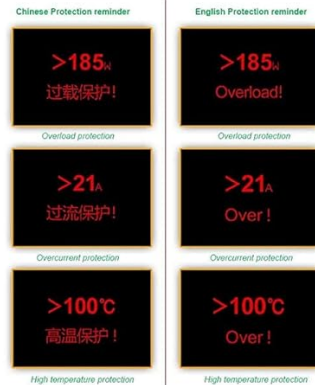 Chinese Protection reminder
English Protection reminder
>185W
过载保护!
Overload protection
>185W
Overload!
Overload protection
>21A
过流保护!
Overcurrent protection
>21A
Over!
Overcurrent protection
>100℃
高温保护!
High temperature protection
>100℃
Over!
High temperature protection